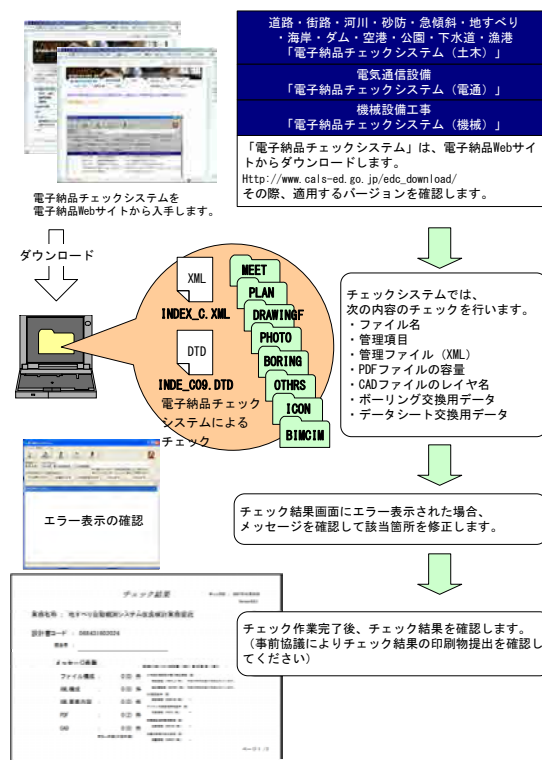 道路・街路・河川・砂防・急傾斜・地すべり
・海岸・ダム・空港・公園・下水道・漁港
「電子納品チェックシステム（土木）」
電気通信設備
「電子納品チェックシステム（電通）」
機械設備工事
「電子納品チェックシステム（機械）」
「電子納品チェックシステム」は、電子納品Webサイ
トからダウンロードします。
Http://www.cals-ed.go.jp/edc_download/
その際、適用するバージョンを確認します。
電子納品チェックシステムを
電子納品Webサイトから入手します。
ダウンロード
XML
INDEX_C.XML
DTD
INDE_C09.DTD
電子納品チェック
システムによる
チェック
MEET
PLAN
DRAWINGF
PHOTO
BORING
OTHRS
ICON
BIMCIM
チェックシステムでは、
次の内容のチェックを行います。
・ファイル名
・管理項目
・管理ファイル（XML）
・PDFファイルの容量
・CADファイルのレイヤ名
・ボーリング交換用データ
・データシート交換用データ
エラー表示の確認
チェック結果画面にエラー表示された場合、
メッセージを確認して該当箇所を修正します。
チェック作業完了後、チェック結果を確認します。
（事前協議によりチェック結果の印刷物提出を確認し
てください）
チェック結果
設計書コード
ファイル構成
PDF
CAD